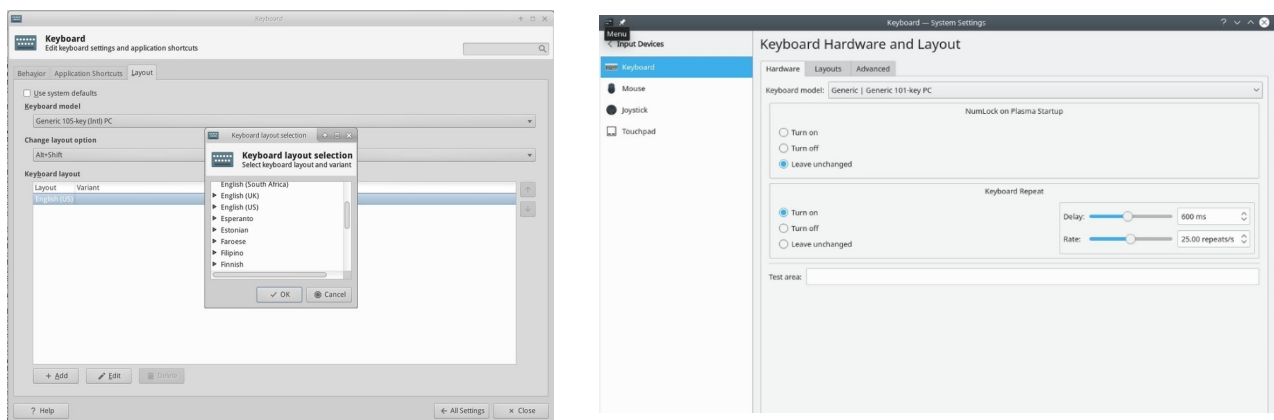 Keyboard
Keyboard
Edit keyboard settings and application shortcuts
Behavior Application Shortcuts Layout
Use system defaults
Keyboard model
Generic 105-key (Intl) PC
Change layout option
Alt+Shift
Keyboard layout
Layout Variant
English (US)
+ Add Edit Delete
? Help All Settings × Close
Keyboard layout selection
Keyboard layout selection
Select keyboard layout and variant
English (South Africa)
English (UK)
English (US)
Esperanto
Estonian
Faroese
Filipino
Finnish
OK Cancel
Keyboard — System Settings
Menu
Input Devices
Keyboard
Mouse
Joystick
Touchpad
Keyboard Hardware and Layout
Hardware Layouts Advanced
Keyboard model: Generic | Generic 101-key PC
NumLock on Plasma Startup
Turn on
Turn off
Leave unchanged
Keyboard Repeat
Turn on
Turn off
Leave unchanged
Delay: 600 ms
Rate: 25.00 repeats/s
Test area: